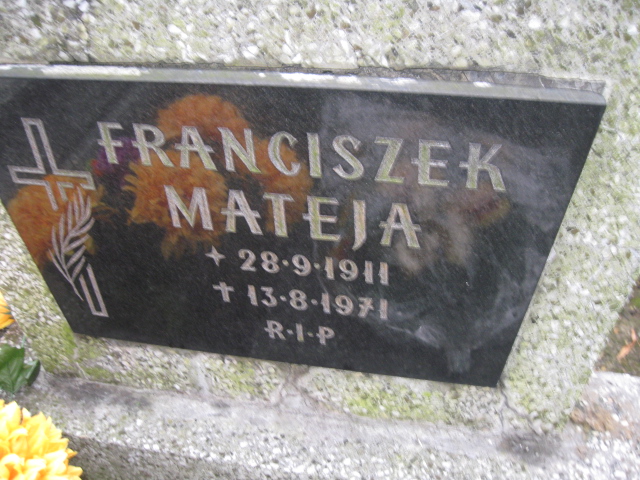 FRANCISZEK
MATEJA
+ 28·9·1911
† 13·8·1971
R·I·P